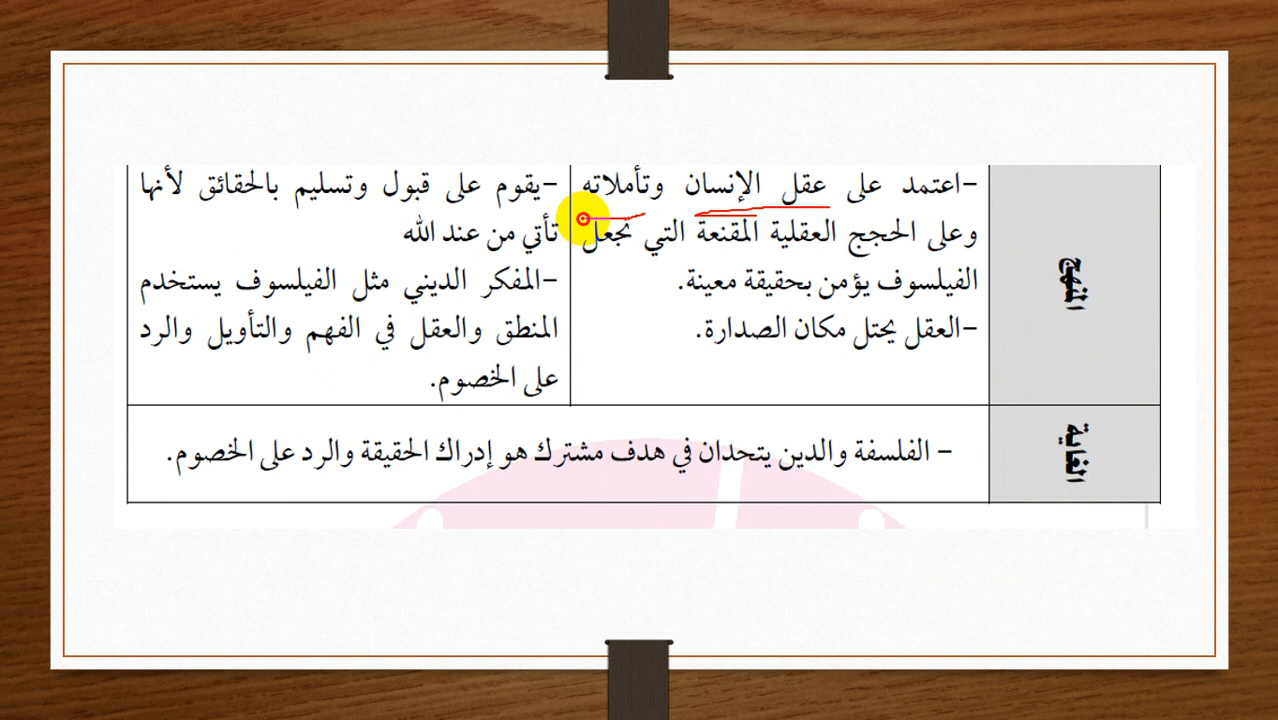 المنهج
-اعتمد على عقل الإنسان وتأملاته
وعلى الحجج العقلية المقنعة التي تجعل
الفيلسوف يؤمن بحقيقة معينة.
-العقل يحتل مكان الصدارة.
-يقوم على قبول وتسليم بالحقائق لأنها
تأتي من عند الله
-المفكر الديني مثل الفيلسوف يستخدم
المنطق والعقل في الفهم والتأويل والرد
على الخصوم.
الغاية
- الفلسفة والدين يتحدان في هدف مشترك هو إدراك الحقيقة والرد على الخصوم.